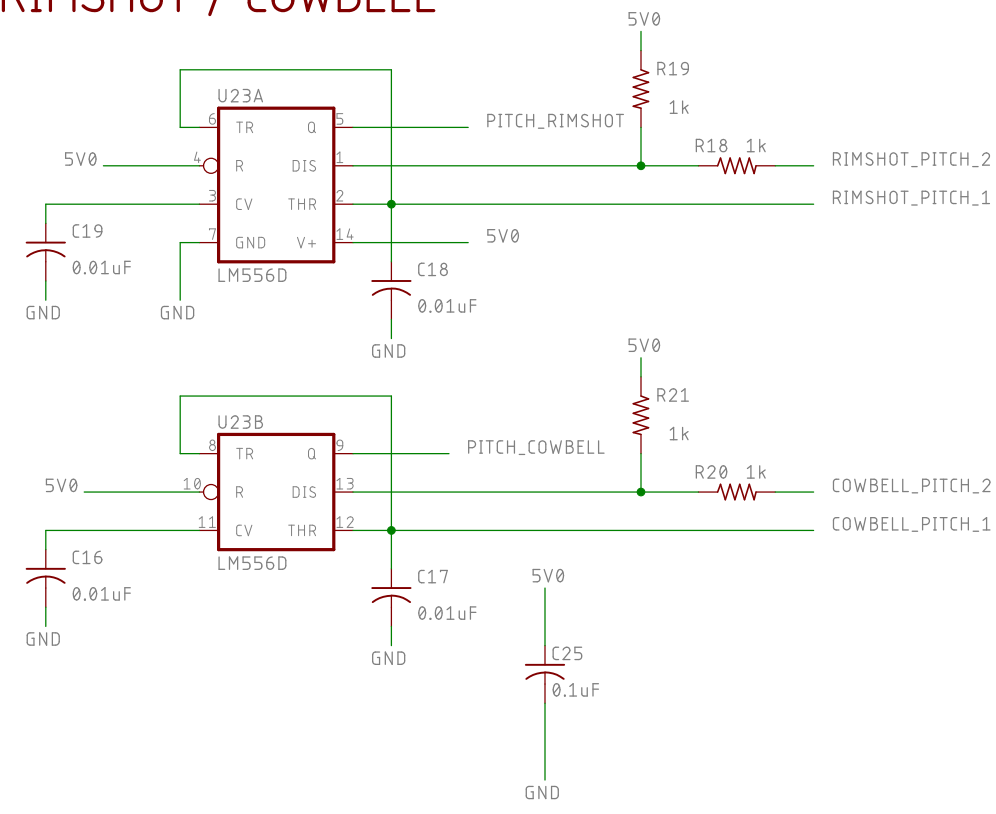 RIMSHOT / COWBELL
5V0
R19
1k
U23A
6 TR Q 5 PITCH_RIMSHOT
R18 1k
5V0 4 R DIS 1 RIMSHOT_PITCH_2
3 CV THR 2 RIMSHOT_PITCH_1
C19
7 GND V+ 14 5V0
0.01uF
LM556D
C18
0.01uF
GND
GND
GND
5V0
R21
1k
U23B
8 TR Q 9 PITCH_COWBELL
R20 1k
5V0 10 R DIS 13 COWBELL_PITCH_2
11 CV THR 12 COWBELL_PITCH_1
C16
LM556D
0.01uF
C17
0.01uF
5V0
GND
GND
C25
0.1uF
GND